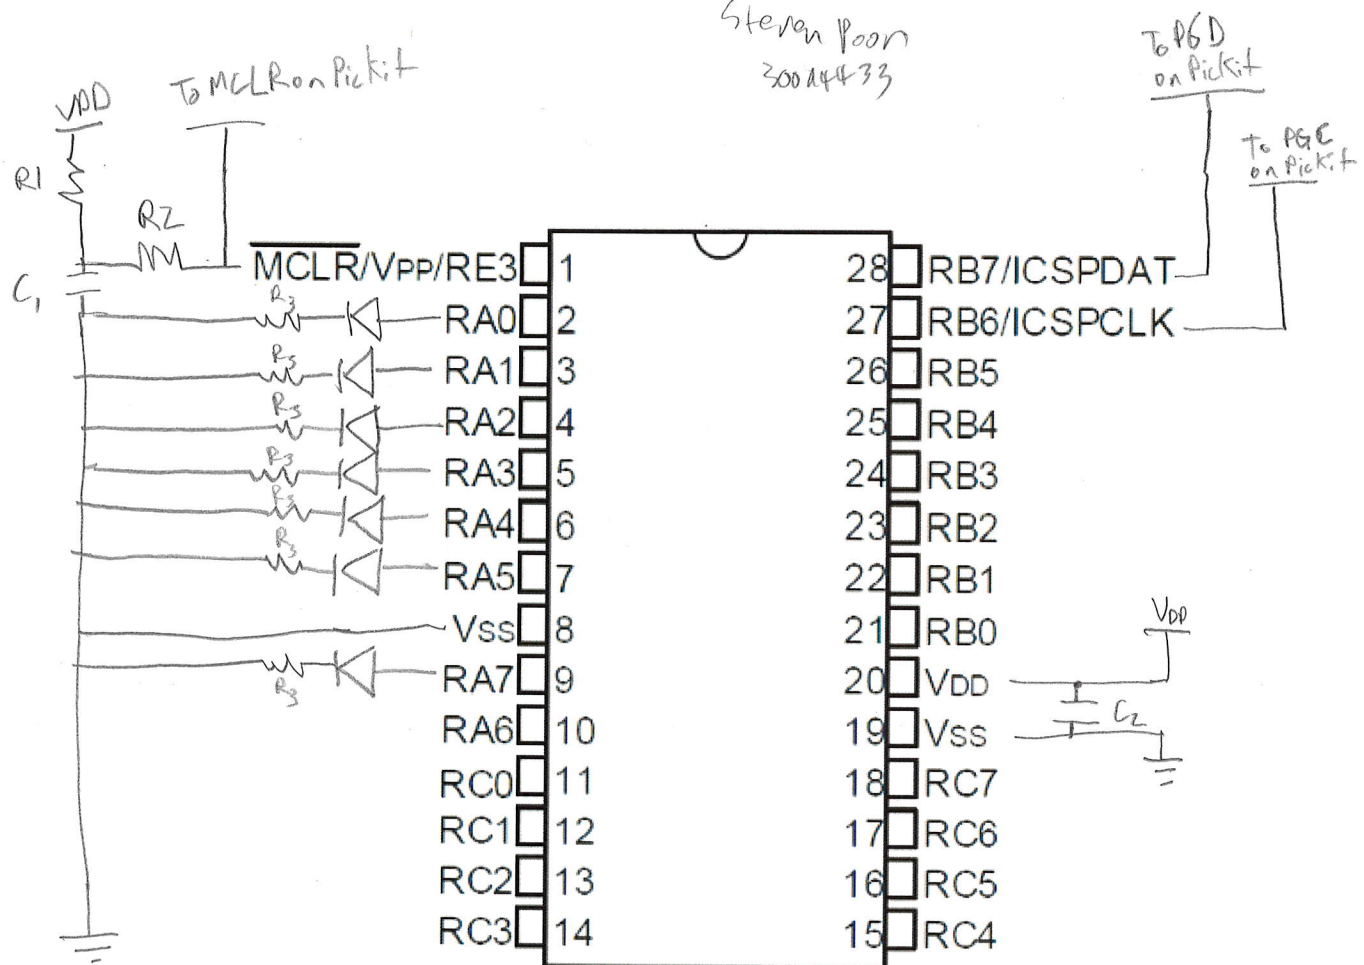 Steven Poon
To PGD
on Pickit
To MCLR on Pickit
VDD
To PGC
on Pickit
R1
R2
MCLR/VPP/RE3 1
28 RB7/ICSPDAT
C1
R3
RA0 2
27 RB6/ICSPCLK
R3
RA1 3
26 RB5
R3
RA2 4
25 RB4
R3
RA3 5
24 RB3
R3
RA4 6
23 RB2
R3
RA5 7
22 RB1
VDD
VSS 8
21 RB0
R3
RA7 9
20 VDD
C2
RA6 10
19 VSS
RC0 11
18 RC7
RC1 12
17 RC6
RC2 13
16 RC5
RC3 14
15 RC4